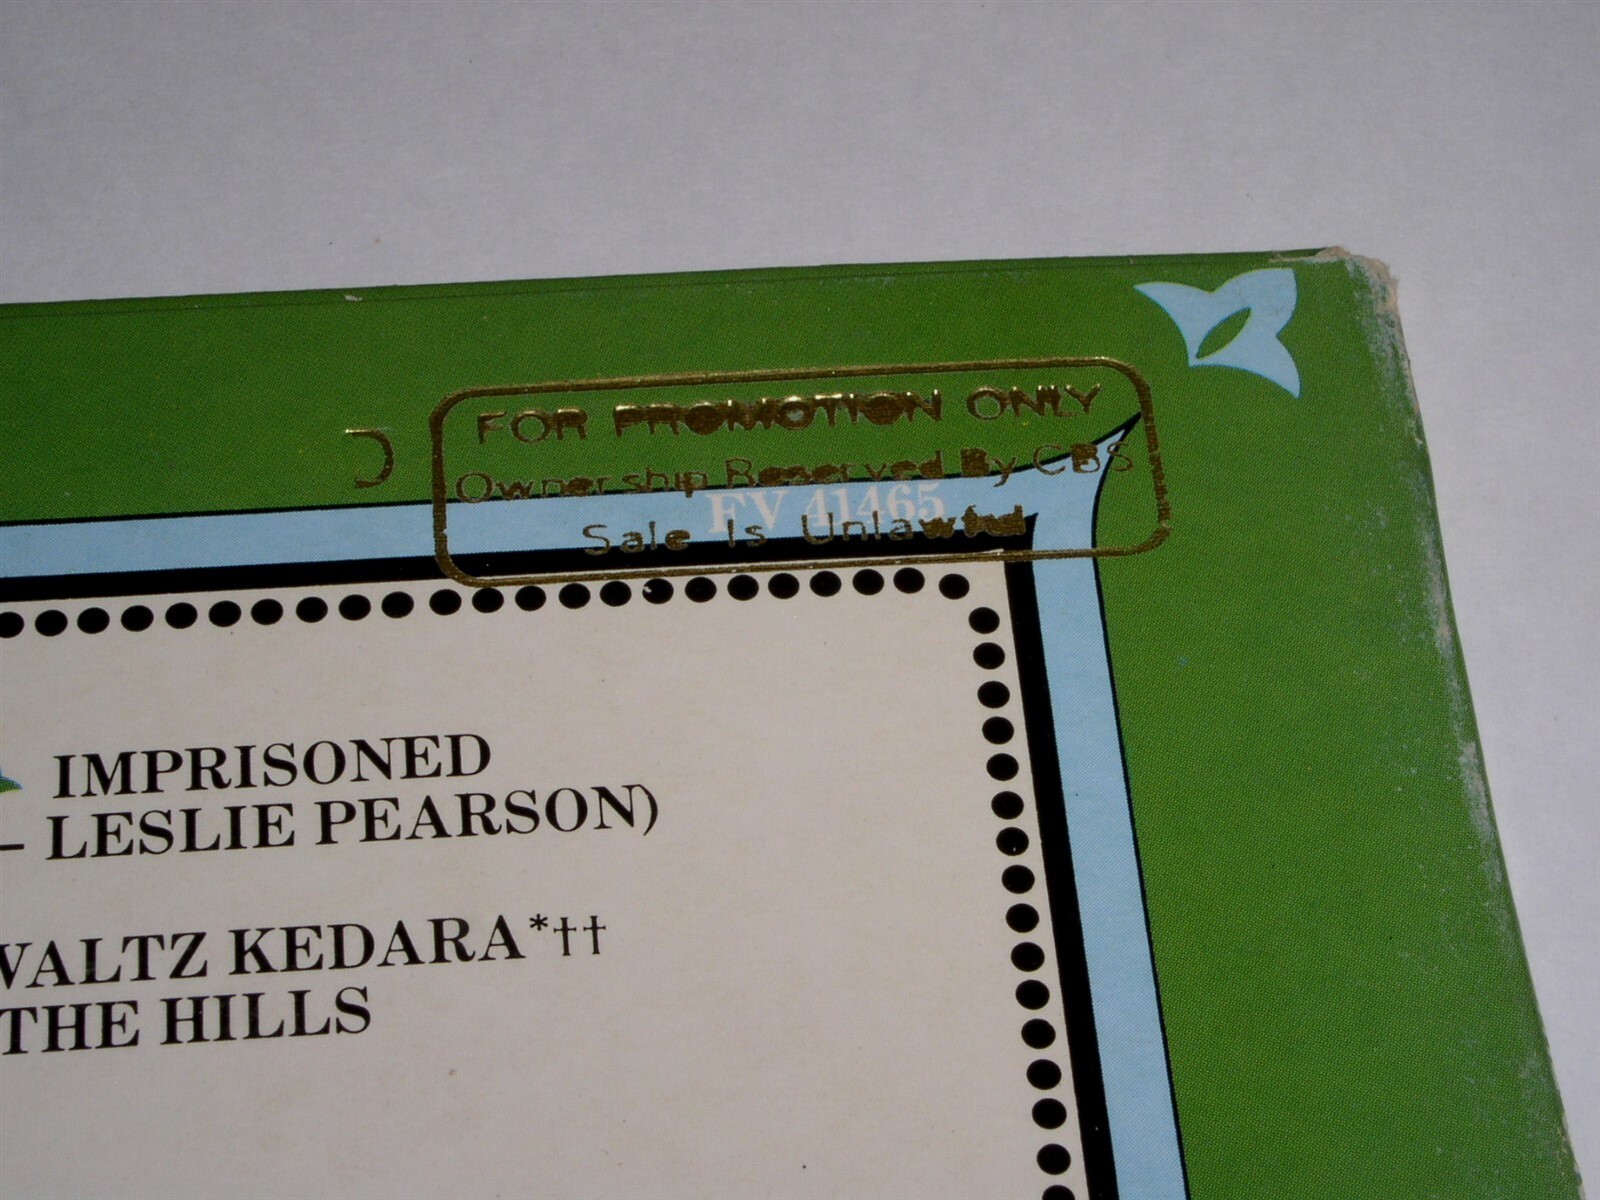 FOR PROMOTION ONLY
Ownership Reserved By CBS
FV 41465
Sale Is Unlawful
IMPRISONED
– LESLIE PEARSON)
WALTZ KEDARA*††
THE HILLS